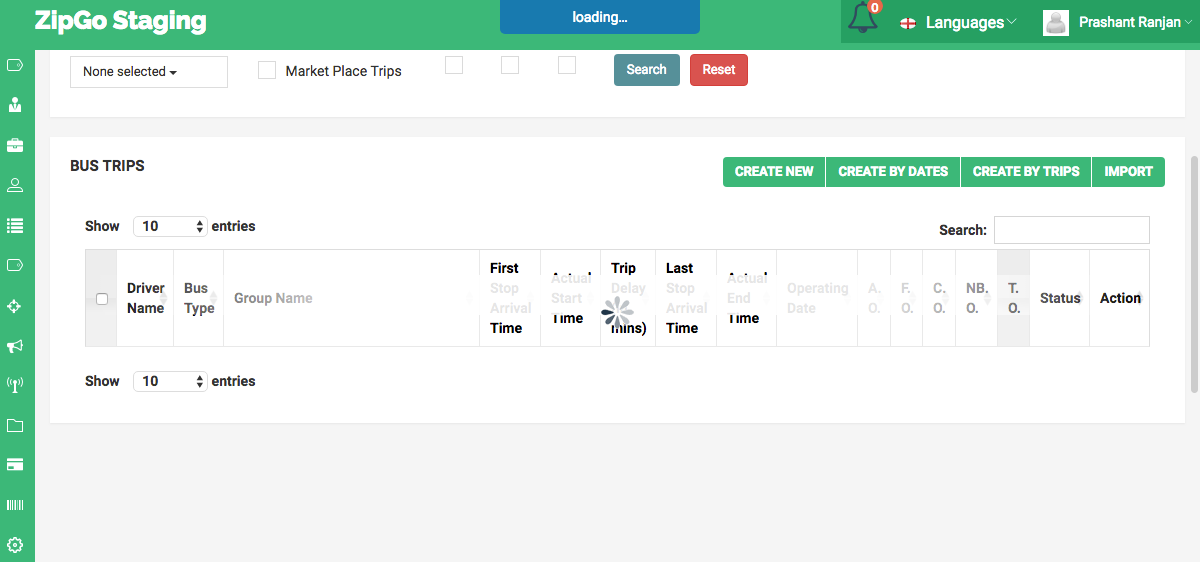 ZipGo Staging
loading...
0
Languages
Prashant Ranjan
None selected
Market Place Trips
Search
Reset
BUS TRIPS
CREATE NEW
CREATE BY DATES
CREATE BY TRIPS
IMPORT
Show 10 entries
Search:
Driver
Name
Bus
Type
Group Name
First
Stop
Arrival
Time
Actual
Start
Time
Trip
Delay
mins)
Last
Stop
Arrival
Time
Actual
End
Time
Operating
Date
A.
O.
F.
O.
C.
O.
NB.
O.
T.
O.
Status
Action
Show 10 entries